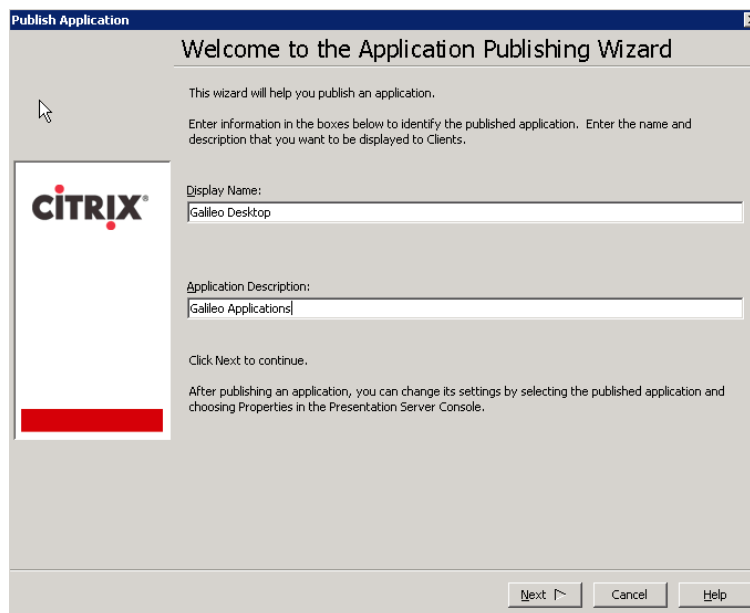 Publish Application
Welcome to the Application Publishing Wizard
This wizard will help you publish an application.
Enter information in the boxes below to identify the published application. Enter the name and
description that you want to be displayed to Clients.
CITRIX®
Display Name:
Galileo Desktop
Application Description:
Galileo Applications
Click Next to continue.
After publishing an application, you can change its settings by selecting the published application and
choosing Properties in the Presentation Server Console.
Next Cancel Help